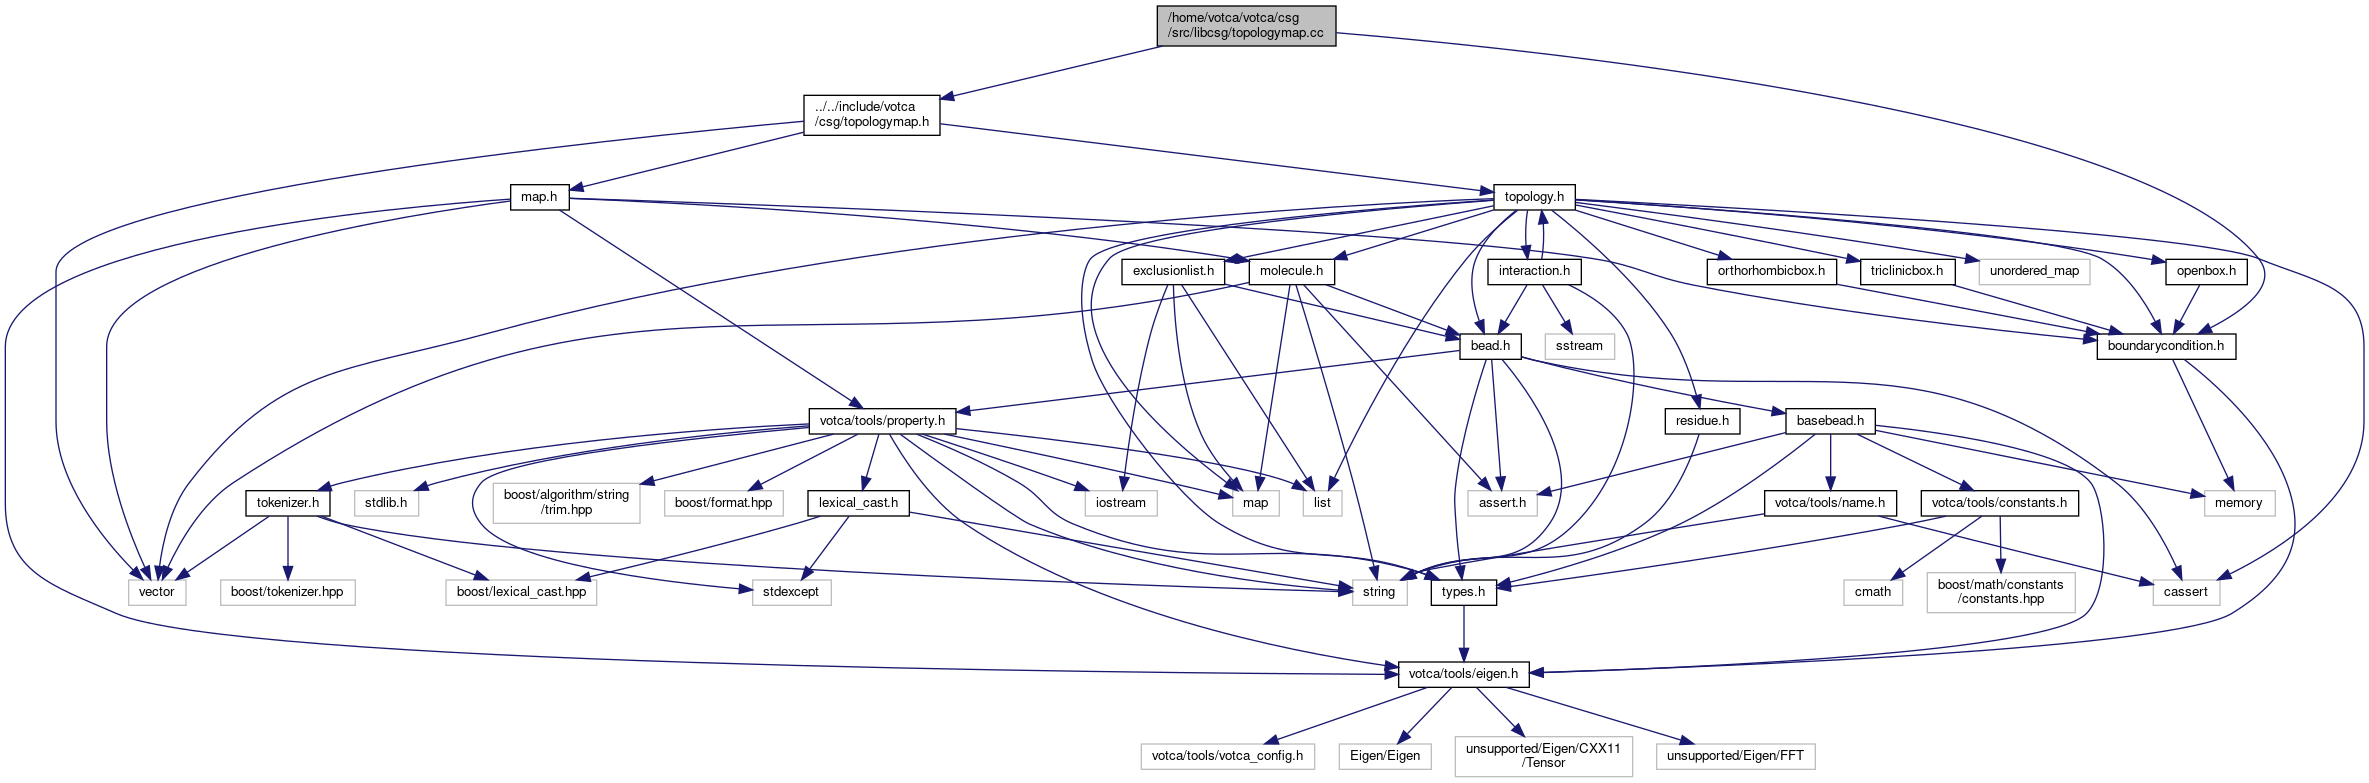 /home/votca/votca/csg
/src/libcsg/topologymap.cc
../../include/votca
/csg/topologymap.h
map.h
topology.h
exclusionlist.h
molecule.h
interaction.h
orthorhombicbox.h
triclinicbox.h
unordered_map
openbox.h
bead.h
sstream
boundarycondition.h
votca/tools/property.h
residue.h
basebead.h
tokenizer.h
stdlib.h
boost/algorithm/string
/trim.hpp
boost/format.hpp
lexical_cast.h
iostream
map
list
assert.h
votca/tools/name.h
votca/tools/constants.h
memory
vector
boost/tokenizer.hpp
boost/lexical_cast.hpp
stdexcept
string
types.h
cmath
boost/math/constants
/constants.hpp
cassert
votca/tools/eigen.h
votca/tools/votca_config.h
Eigen/Eigen
unsupported/Eigen/CXX11
/Tensor
unsupported/Eigen/FFT